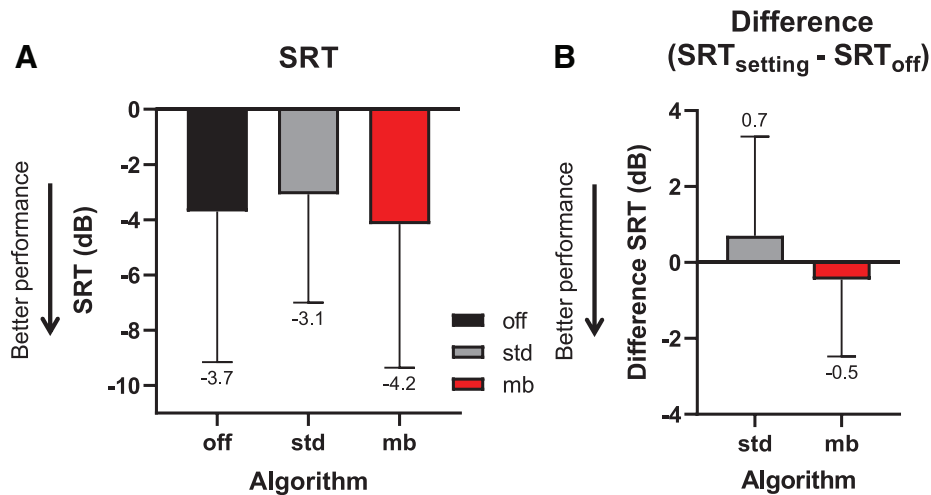 A
SRT
0
-2
-4
-6
-8
-10
Better performance
SRT (dB)
-3.7
-3.1
-4.2
off
std
mb
off
std
mb
Algorithm
B
Difference
(SRTsetting - SRToff)
4
2
0
-2
-4
Better performance
Difference SRT (dB)
0.7
-0.5
std
mb
Algorithm